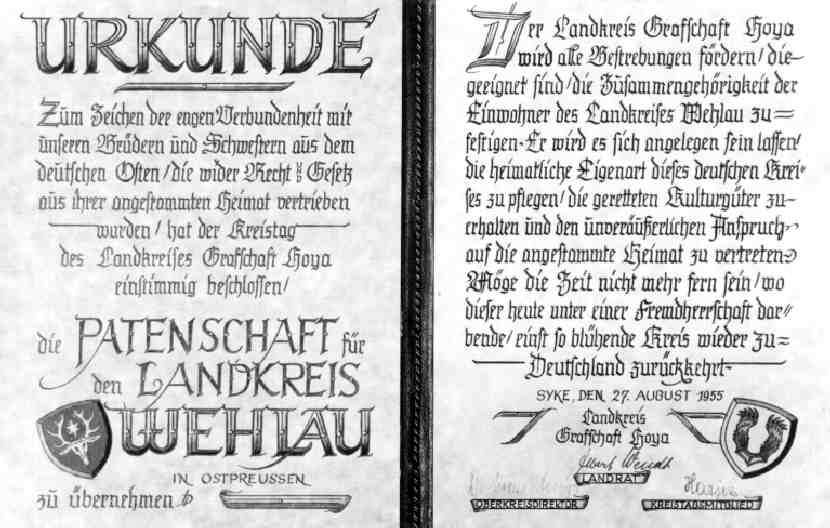 URKUNDE
Zum Zeichen der engen Verbundenheit mit
unseren Brüdern und Schwestern aus dem
deutschen Osten / die wider Recht u. Gesetz
aus ihrer angestammten Heimat vertrieben
wurden / hat der Kreistag
des Landkreises Grafschaft Hoya
einstimmig beschlossen /
die PATENSCHAFT für
den LANDKREIS
WEHLAU
IN OSTPREUSSEN
zu übernehmen
Der Landkreis Grafschaft Hoya
wird alle Bestrebungen fördern / die
geeignet sind / die Zusammengehörigkeit der
Einwohner des Landkreises Wehlau zu=
festigen. Er wird es sich angelegen sein lassen /
die heimatliche Eigenart dieses deutschen Krei-
ses zu pflegen / die geretteten Kulturgüter zu-
erhalten und den unveräußerlichen Anspruch
auf die angestammte Heimat zu vertreten.
Möge die Zeit nicht mehr fern sein / wo
dieser heute unter einer Fremdherrschaft dar=
bende / einst so blühende Kreis wieder zu=
Deutschland zurückkehrt.
SYKE, DEN 27. AUGUST 1955
Landkreis
Grafschaft Hoya
LANDRAT
OBERKREISDIREKTOR
KREISTAGSMITGLIED